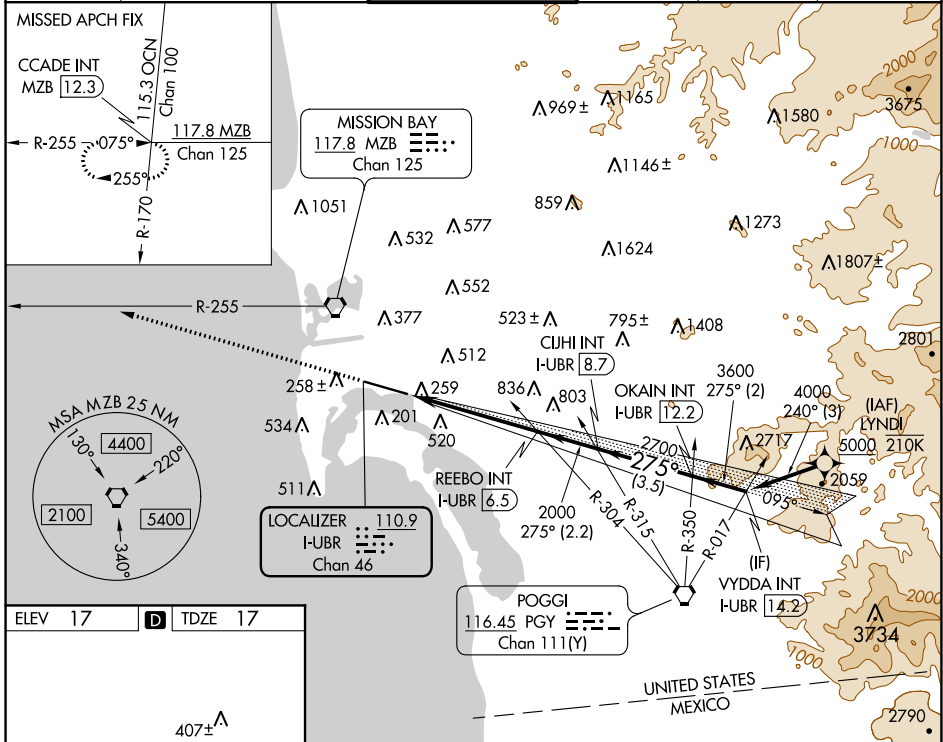 MISSED APCH FIX
CCADE INT
MZB 12.3
115.3 OCN
Chan 100
R-255
075°
117.8 MZB
Chan 125
255°
R-170
MISSION BAY
117.8 MZB
Chan 125
969±
1165
1580
2000
3675
1000
1146±
859
1051
532
577
1273
1624
1807±
R-255
552
377
523±
795±
1408
2801
CIJHI INT
I-UBR 8.7
512
3600
275° (2)
OKAIN INT
I-UBR 12.2
4000
240° (3)
(IAF)
LYNDI
5000 210K
258±
259
836
803
MSA MZB 25 NM
130°
4400
220°
2100
5400
340°
534
201
520
2700
275°
(3.5)
2717
2059
095°
511
REEBO INT
I-UBR 6.5
2000
275° (2.2)
R-304
R-315
R-350
R-017
LOCALIZER 110.9
I-UBR
Chan 46
(IF)
VYDDA INT
I-UBR 14.2
POGGI
116.45 PGY
Chan 111(Y)
2000
3734
1000
ELEV 17
D
TDZE 17
UNITED STATES
MEXICO
407±
2790